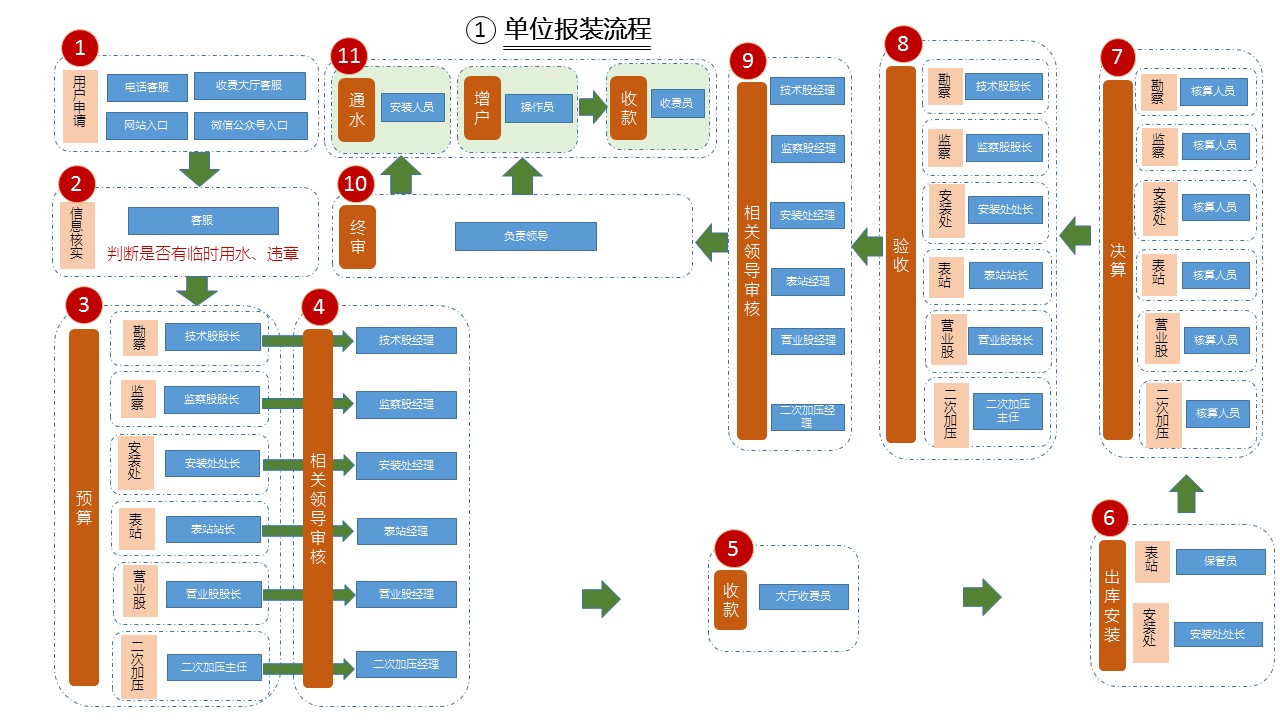 ① 单位报装流程
1
用户申请
电话客服
收费大厅客服
网站入口
微信公众号入口
2
信息核实
客服
判断是否有临时用水、违章
3
预算
勘察
技术股股长
监察
监察股股长
安装处
安装处处长
表站
表站站长
营业股
营业股股长
二次加压
二次加压主任
4
相关领导审核
技术股经理
监察股经理
安装处经理
表站经理
营业股经理
二次加压经理
5
收款
大厅收费员
6
出库安装
表站
保管员
安装处
安装处处长
7
决算
勘察
核算人员
监察
核算人员
安装处
核算人员
表站
核算人员
营业股
核算人员
二次加压
核算人员
8
验收
勘察
技术股股长
监察
监察股股长
安装处
安装处处长
表站
表站站长
营业股
营业股股长
二次加压
二次加压
主任
9
相关领导审核
技术股经理
监察股经理
安装处经理
表站经理
营业股经理
二次加压经
理
10
终审
负责领导
11
通水
安装人员
增户
操作员
收款
收费员